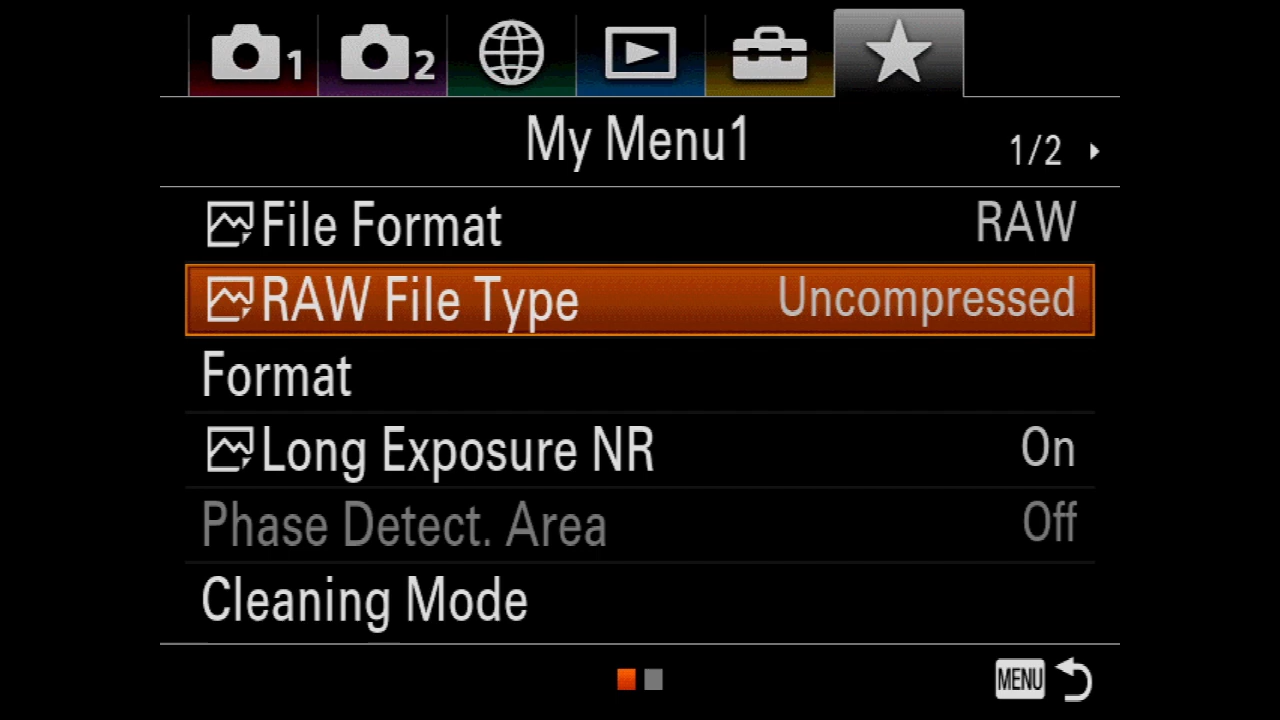 1 2
My Menu1 1/2
File Format RAW
RAW File Type Uncompressed
Format
Long Exposure NR On
Phase Detect. Area Off
Cleaning Mode
MENU